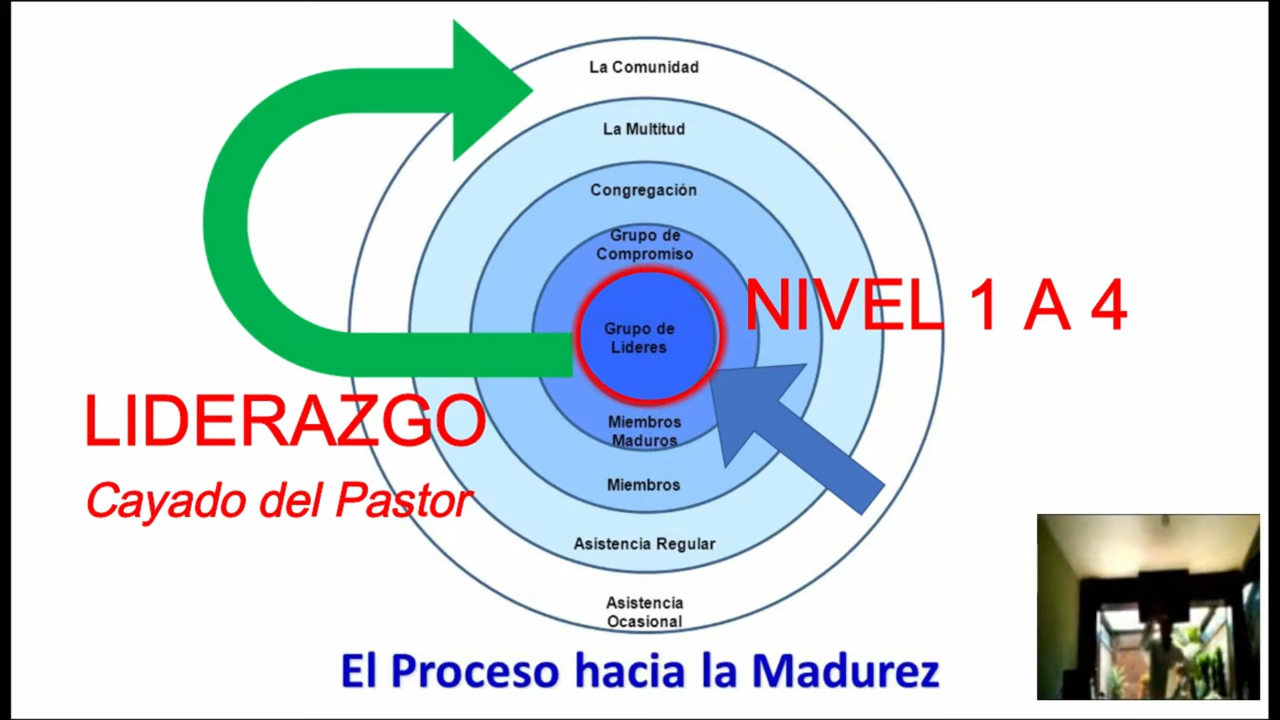 La Comunidad
La Multitud
Congregación
Grupo de
Compromiso
NIVEL 1 A 4
Grupo de
Lideres
LIDERAZGO
Miembros
Maduros
Cayado del Pastor
Miembros
Asistencia Regular
Asistencia
Ocasional
El Proceso hacia la Madurez